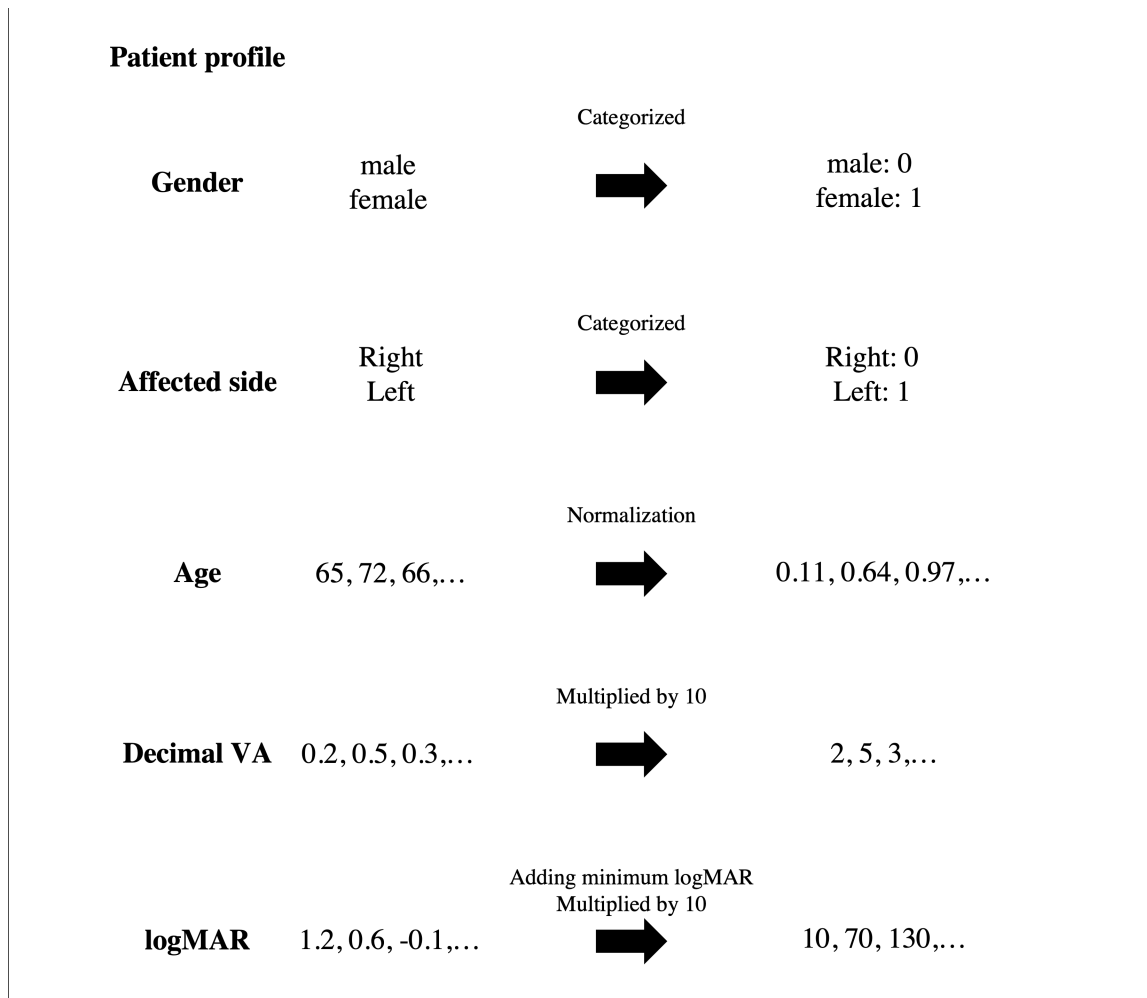 Patient profile
Categorized
Gender
male
female
male: 0
female: 1
Categorized
Affected side
Right
Left
Right: 0
Left: 1
Normalization
Age
65, 72, 66,…
0.11, 0.64, 0.97,…
Multiplied by 10
Decimal VA
0.2, 0.5, 0.3,…
2, 5, 3,…
Adding minimum logMAR
Multiplied by 10
logMAR
1.2, 0.6, -0.1,…
10, 70, 130,…